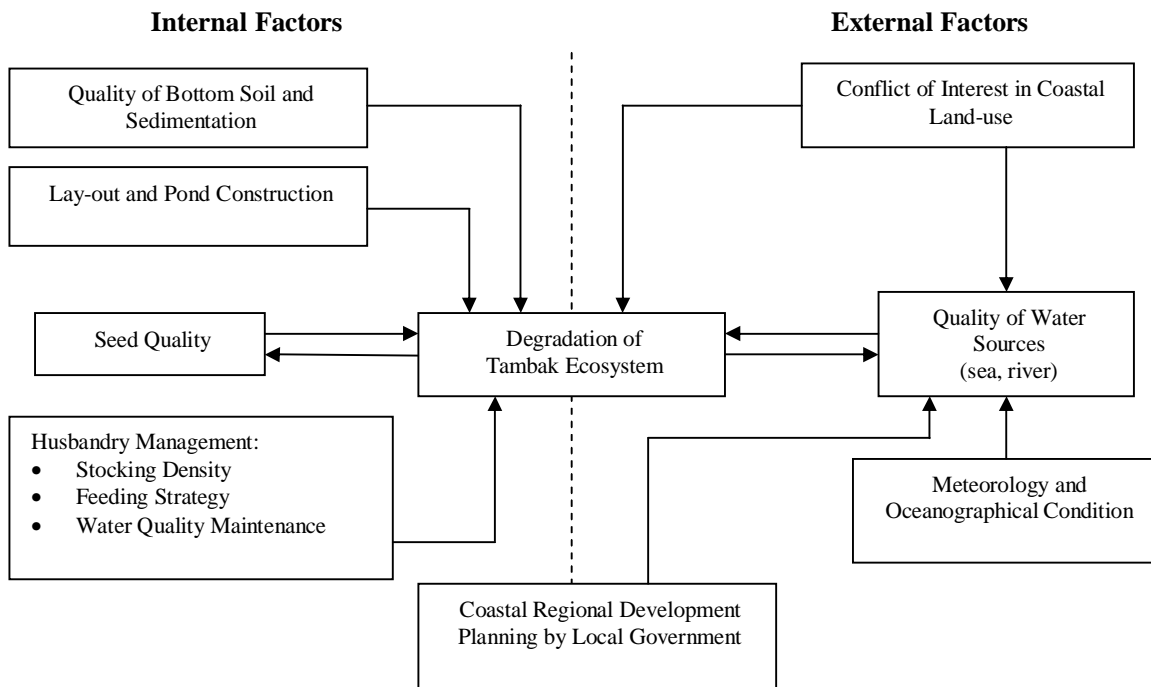 Internal Factors
External Factors
Quality of Bottom Soil and
Sedimentation
Conflict of Interest in Coastal
Land-use
Lay-out and Pond Construction
Seed Quality
Degradation of
Tambak Ecosystem
Quality of Water
Sources
(sea, river)
Husbandry Management:
• Stocking Density
• Feeding Strategy
• Water Quality Maintenance
Meteorology and
Oceanographical Condition
Coastal Regional Development
Planning by Local Government